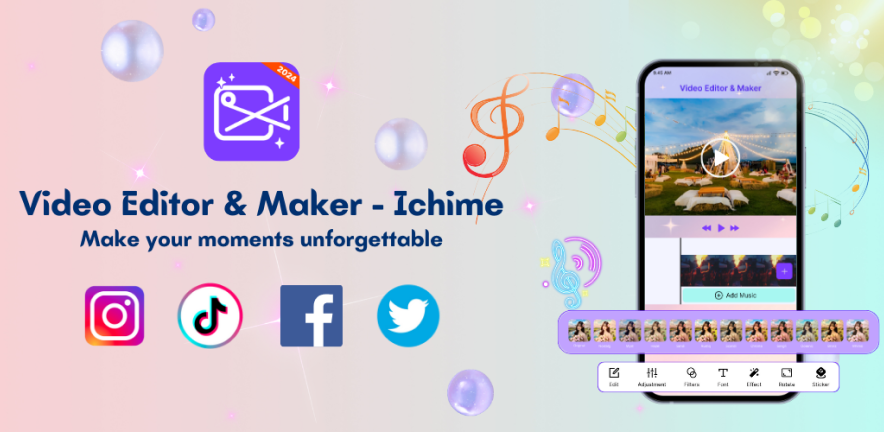 2024
Video Editor & Maker - Ichime
Make your moments unforgettable
9:45 AM
Video Editor & Maker
Add Music
Edit Adjustment Filters Font Effect Rotate Sticker